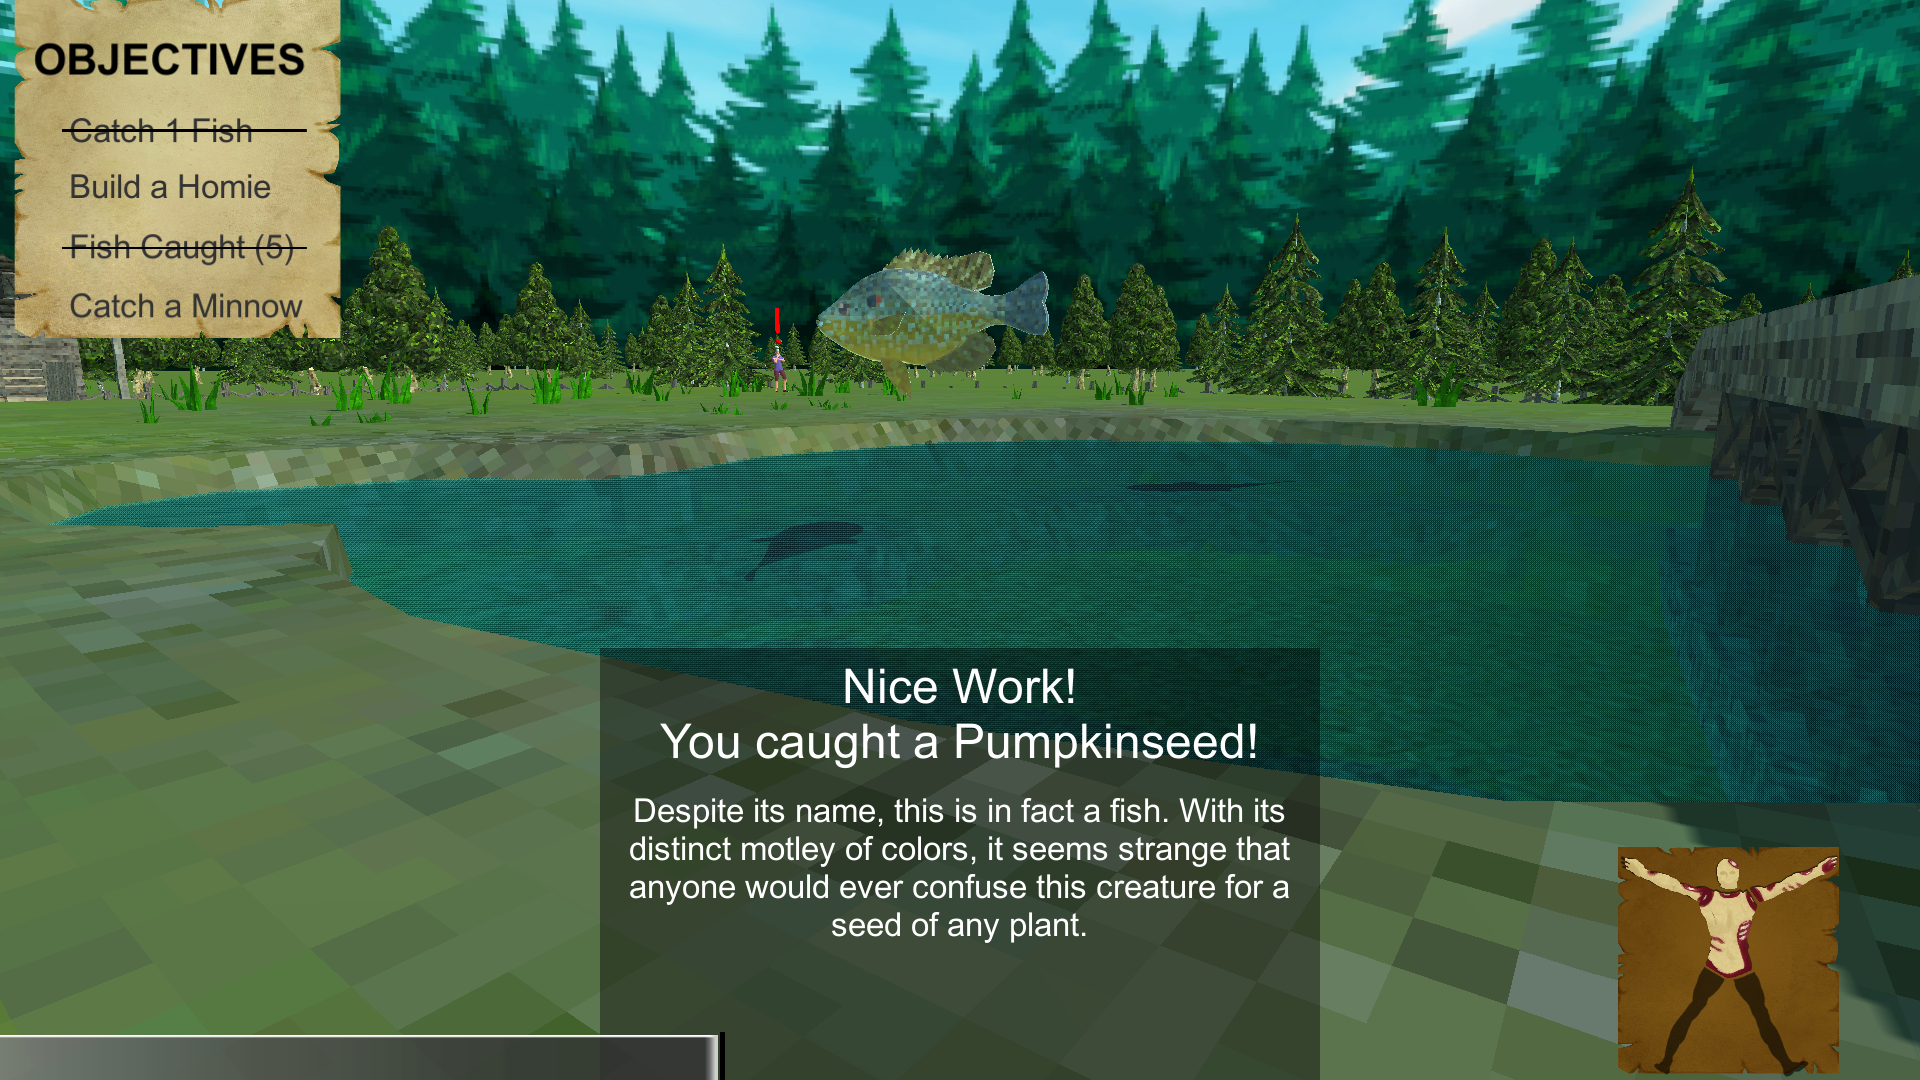 OBJECTIVES
Catch 1 Fish
Build a Homie
Fish Caught (5)
Catch a Minnow
!
Nice Work!
You caught a Pumpkinseed!
Despite its name, this is in fact a fish. With its
distinct motley of colors, it seems strange that
anyone would ever confuse this creature for a
seed of any plant.